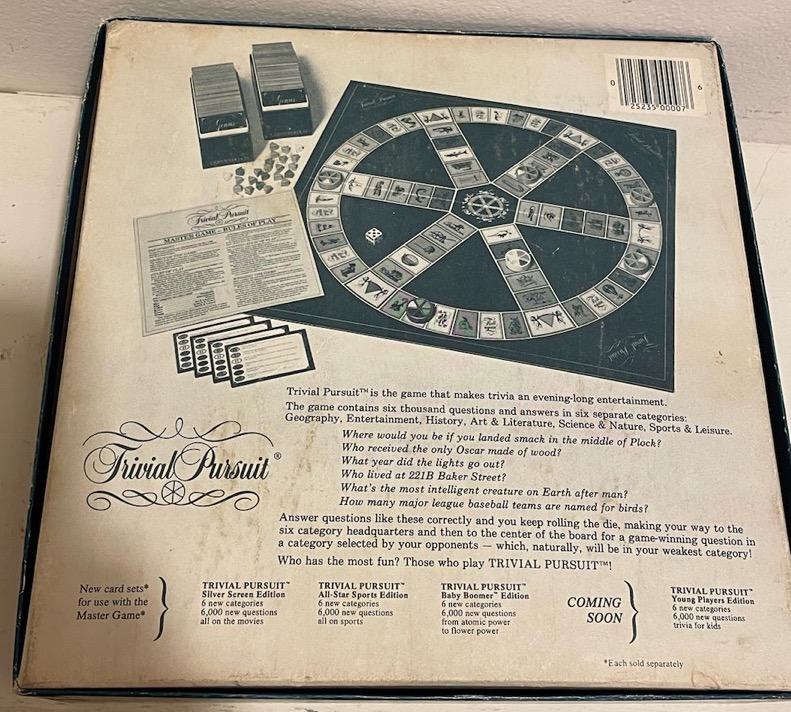 0 25235 00007 6
Genus
Genus
Trivial Pursuit
Trivial Pursuit
MASTER GAME – RULES OF PLAY
Trivial Pursuit
Trivial Pursuit™ is the game that makes trivia an evening-long entertainment.
The game contains six thousand questions and answers in six separate categories:
Geography, Entertainment, History, Art & Literature, Science & Nature, Sports & Leisure.
Where would you be if you landed smack in the middle of Plock?
Who received the only Oscar made of wood?
What year did the lights go out?
Who lived at 221B Baker Street?
What's the most intelligent creature on Earth after man?
How many major league baseball teams are named for birds?
Trivial Pursuit®
Answer questions like these correctly and you keep rolling the die, making your way to the
six category headquarters and then to the center of the board for a game-winning question in
a category selected by your opponents — which, naturally, will be in your weakest category!
Who has the most fun? Those who play TRIVIAL PURSUIT™!
New card sets*
for use with the
Master Game*
TRIVIAL PURSUIT™
Silver Screen Edition
6 new categories
6,000 new questions
all on the movies
TRIVIAL PURSUIT™
All-Star Sports Edition
6 new categories
6,000 new questions
all on sports
TRIVIAL PURSUIT™
Baby Boomer™ Edition
6 new categories
6,000 new questions
from atomic power
to flower power
COMING
SOON
TRIVIAL PURSUIT™
Young Players Edition
6 new categories
6,000 new questions
trivia for kids
*Each sold separately